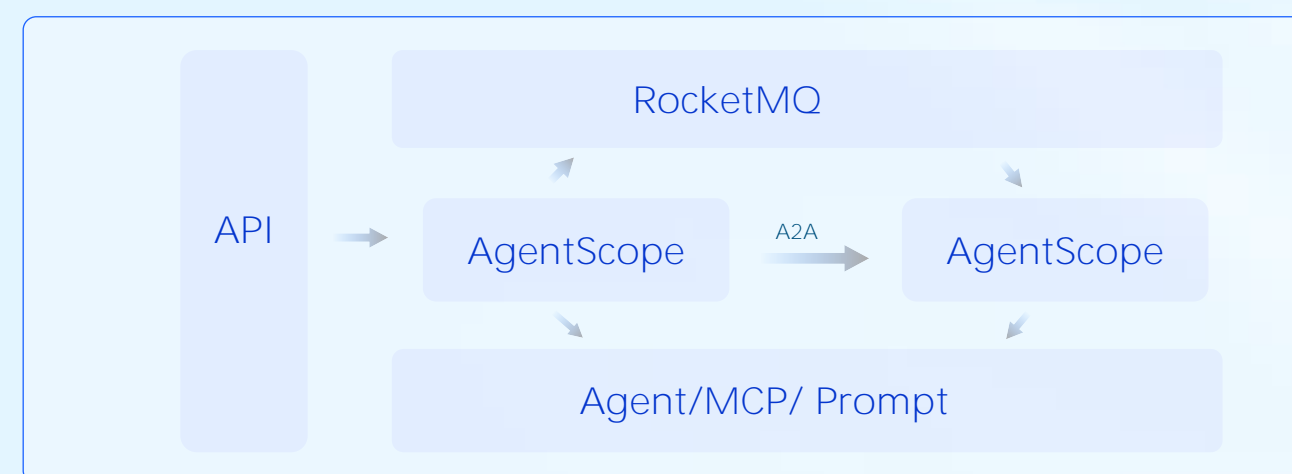 RocketMQ
API
AgentScope
A2A
AgentScope
Agent/MCP/ Prompt